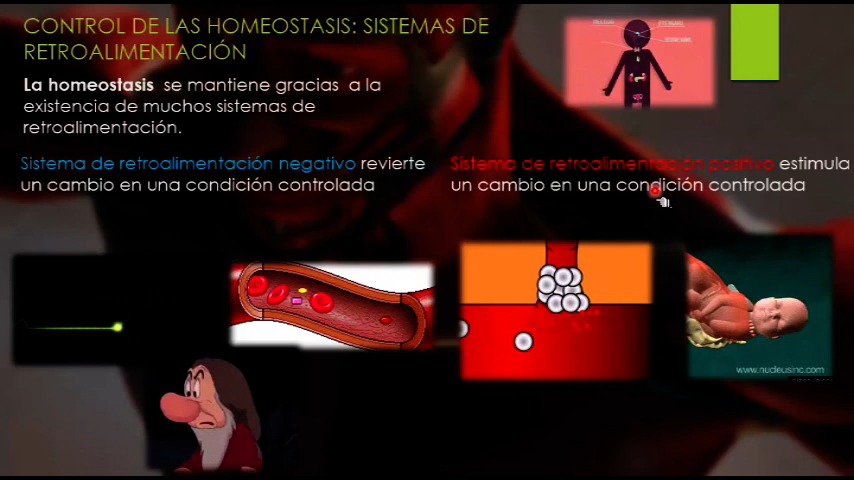 CONTROL DE LAS HOMEOSTASIS: SISTEMAS DE
RETROALIMENTACIÓN
La homeostasis se mantiene gracias a la
existencia de muchos sistemas de
retroalimentación.
Sistema de retroalimentación negativo revierte
un cambio en una condición controlada
Sistema de retroalimentación positivo estimula
un cambio en una condición controlada
www.nucleusinc.com